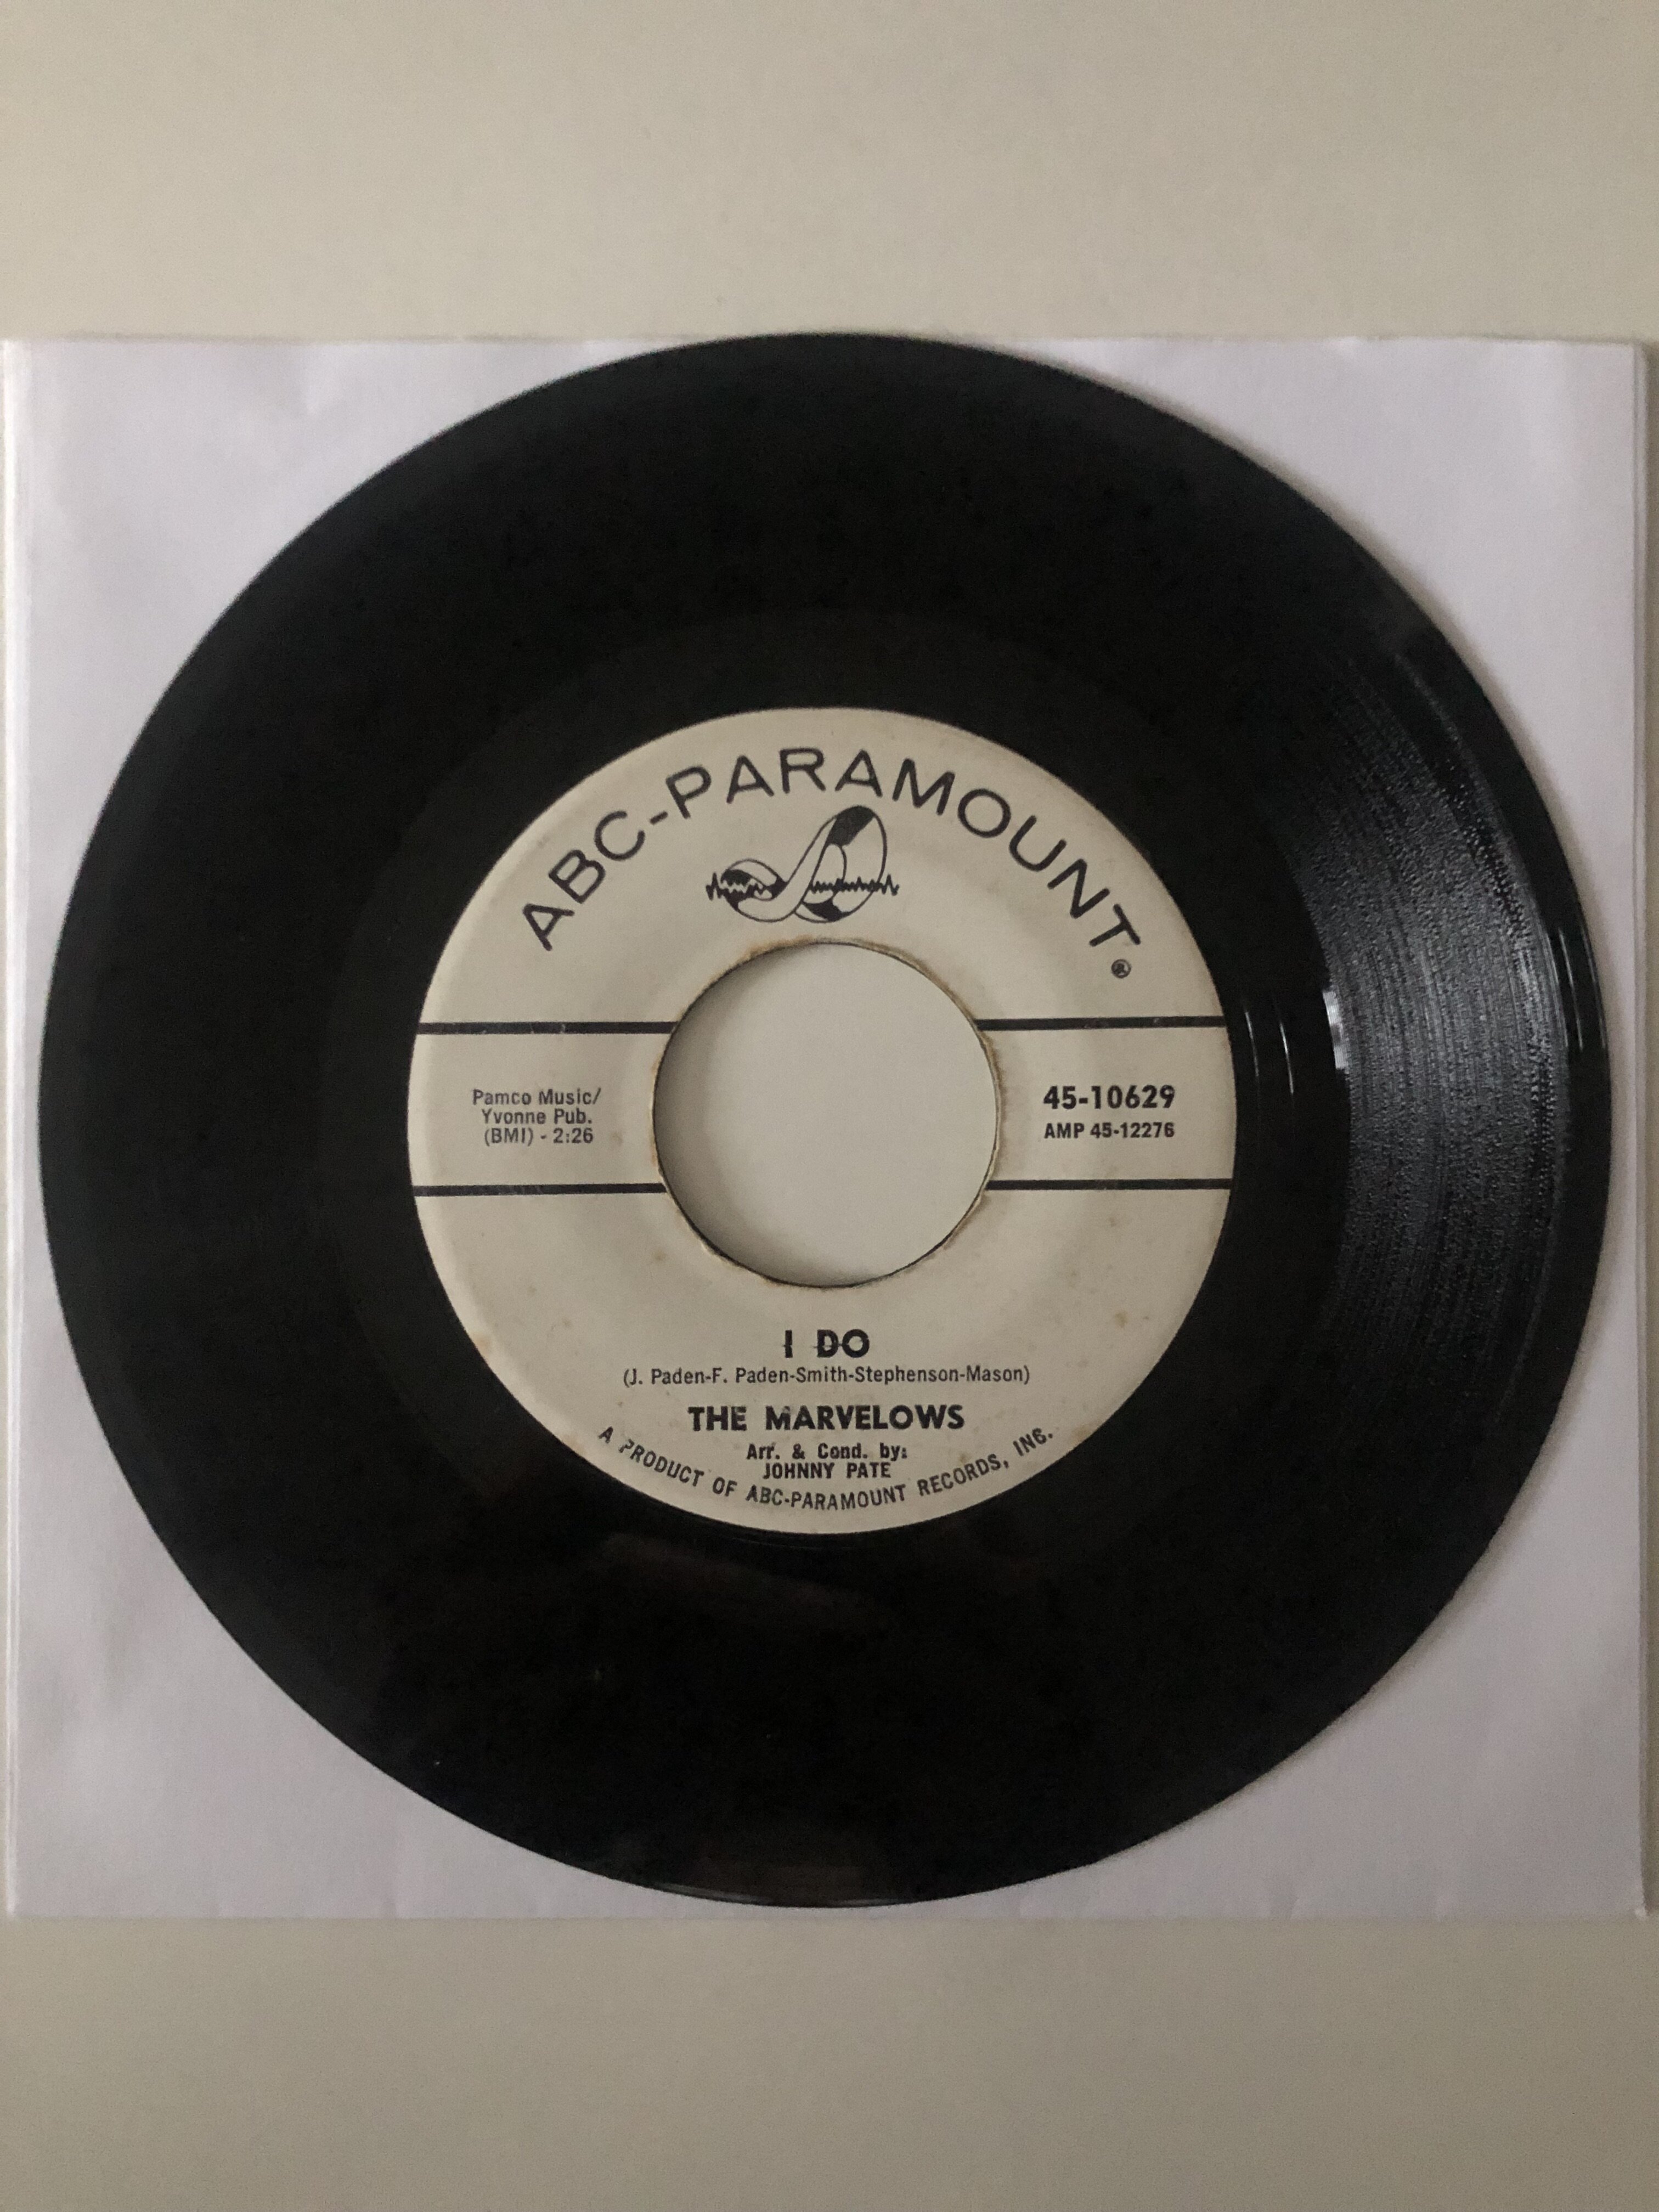 ABC-PARAMOUNT®
Pamco Music/
Yvonne Pub.
(BMI) - 2:26
45-10629
AMP 45-12276
I DO
(J. Paden-F. Paden-Smith-Stephenson-Mason)
THE MARVELOWS
Arr. & Cond. by:
JOHNNY PATE
A PRODUCT OF ABC-PARAMOUNT RECORDS, INC.